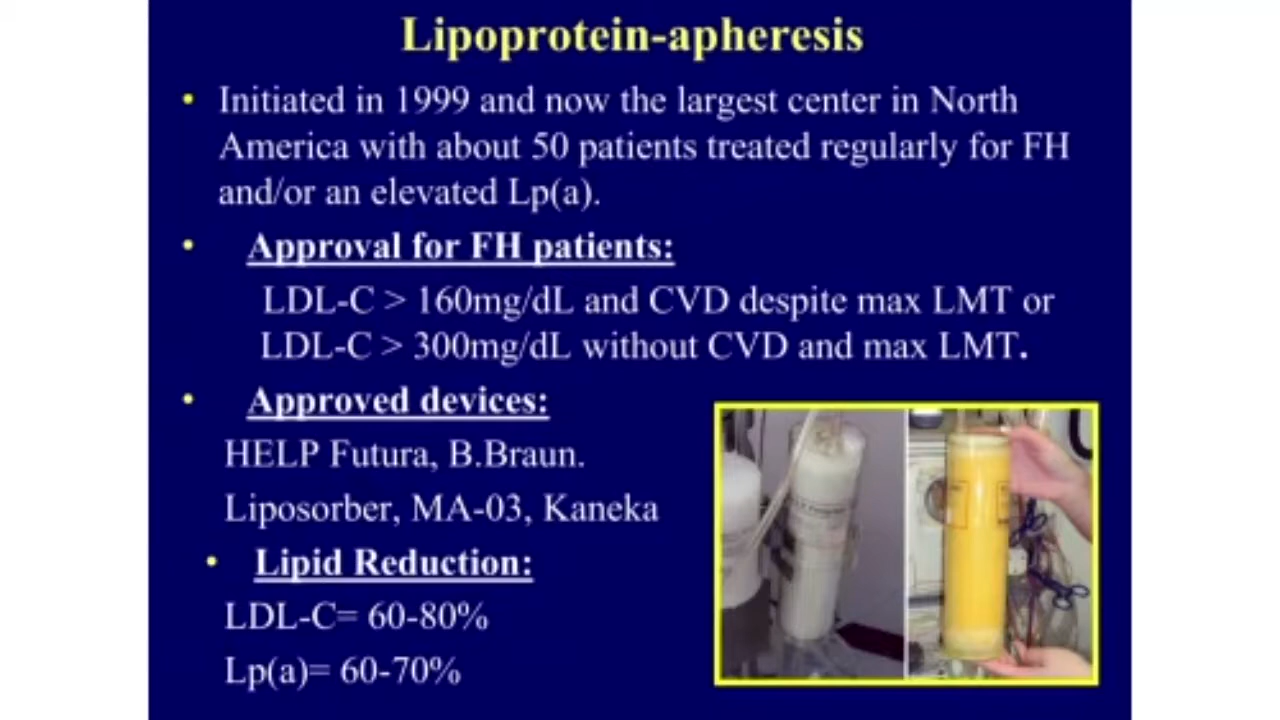 Lipoprotein-apheresis
• Initiated in 1999 and now the largest center in North
America with about 50 patients treated regularly for FH
and/or an elevated Lp(a).
• Approval for FH patients:
LDL-C > 160mg/dL and CVD despite max LMT or
LDL-C > 300mg/dL without CVD and max LMT.
• Approved devices:
HELP Futura, B.Braun.
Liposorber, MA-03, Kaneka
• Lipid Reduction:
LDL-C= 60-80%
Lp(a)= 60-70%